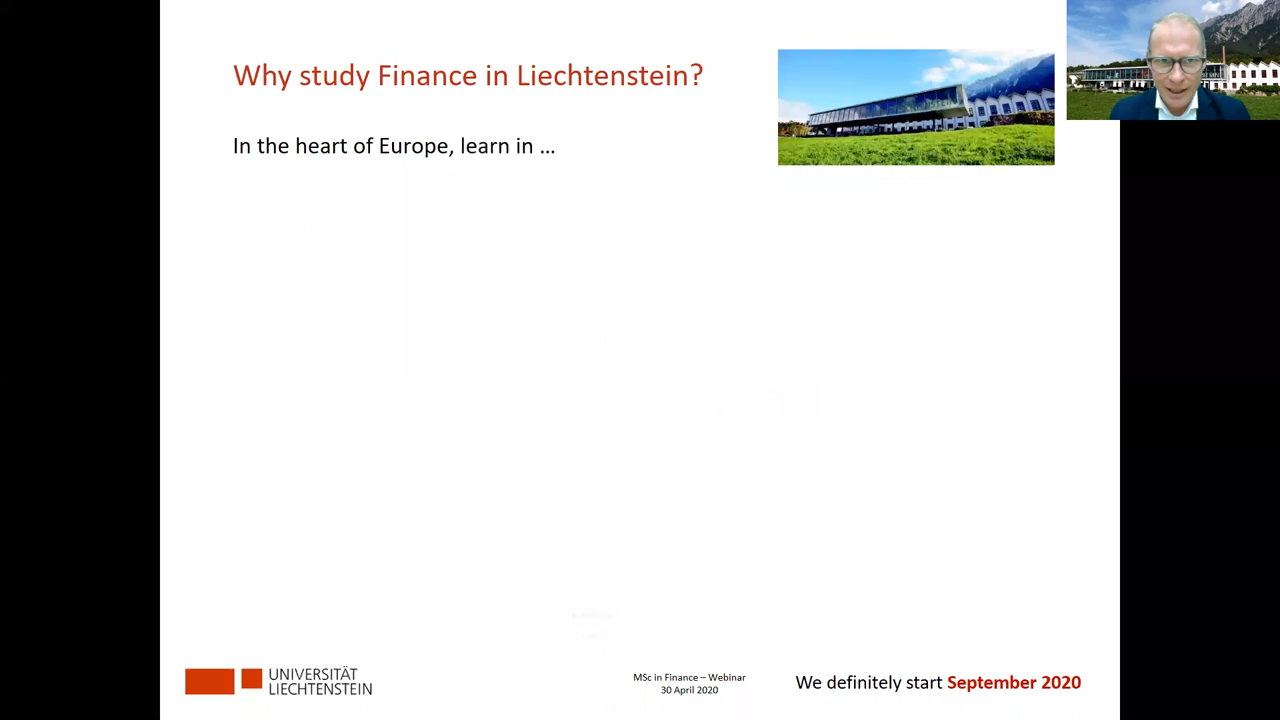 Why study Finance in Liechtenstein?
In the heart of Europe, learn in ...
UNIVERSITÄT
LIECHTENSTEIN
MSc in Finance – Webinar
30 April 2020
We definitely start September 2020